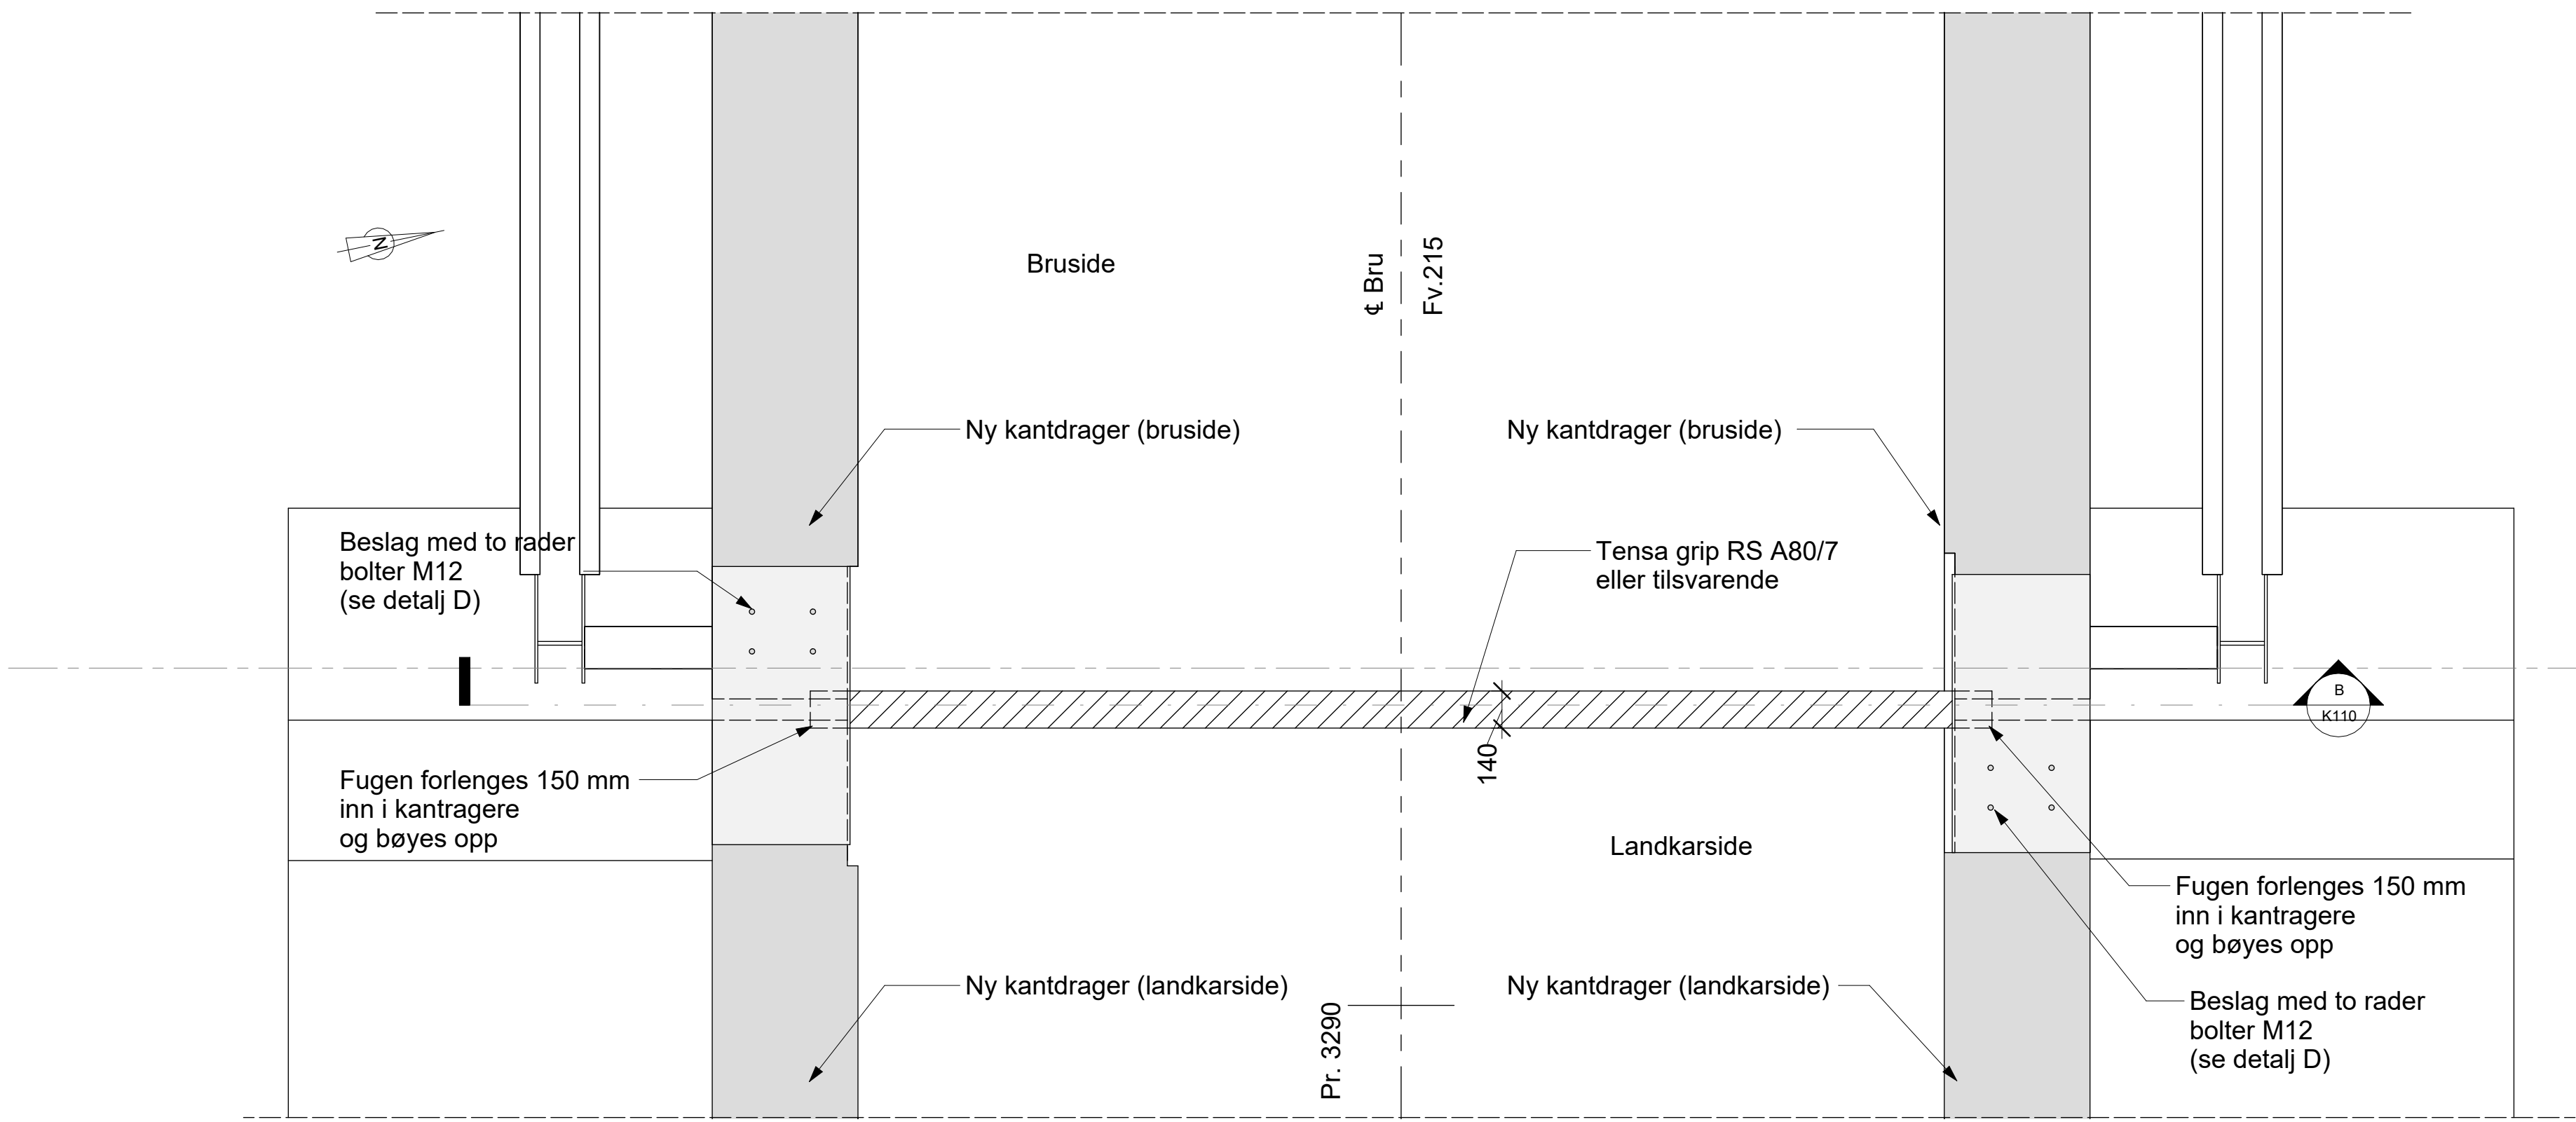 N
Bruside
℄ Bru
Fv.215
Ny kantdrager (bruside)
Ny kantdrager (bruside)
Beslag med to rader
bolter M12
(se detalj D)
Tensa grip RS A80/7
eller tilsvarende
B
K110
140
Fugen forlenges 150 mm
inn i kantragere
og bøyes opp
Landkarside
Fugen forlenges 150 mm
inn i kantragere
og bøyes opp
Ny kantdrager (landkarside)
Ny kantdrager (landkarside)
Pr. 3290
Beslag med to rader
bolter M12
(se detalj D)